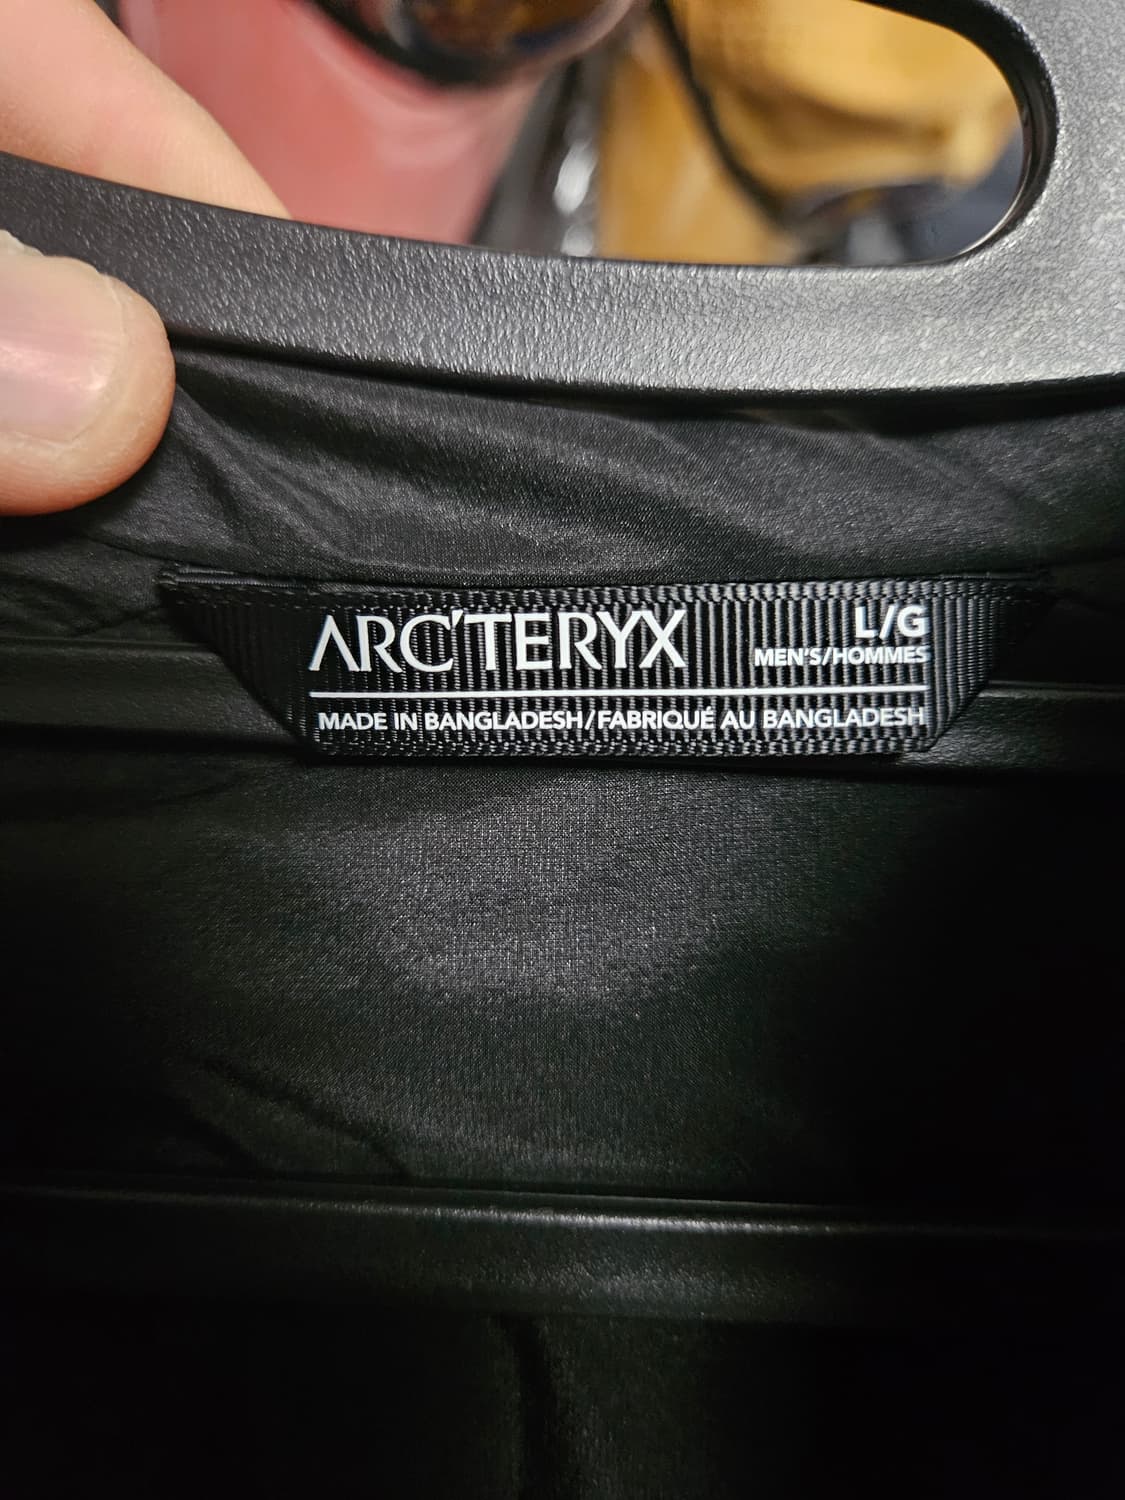 ARC'TERYX
L/G
MEN'S/HOMMES
MADE IN BANGLADESH/FABRIQUÉ AU BANGLADESH